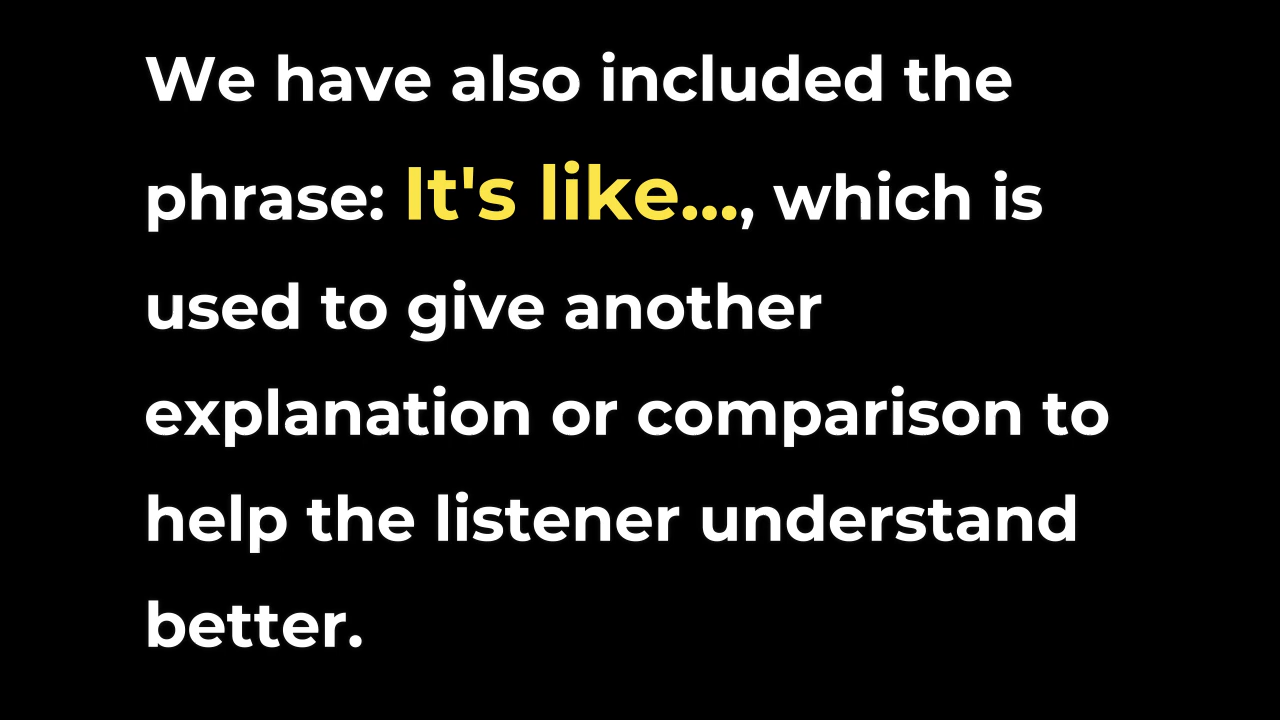 We have also included the
phrase: It's like..., which is
used to give another
explanation or comparison to
help the listener understand
better.